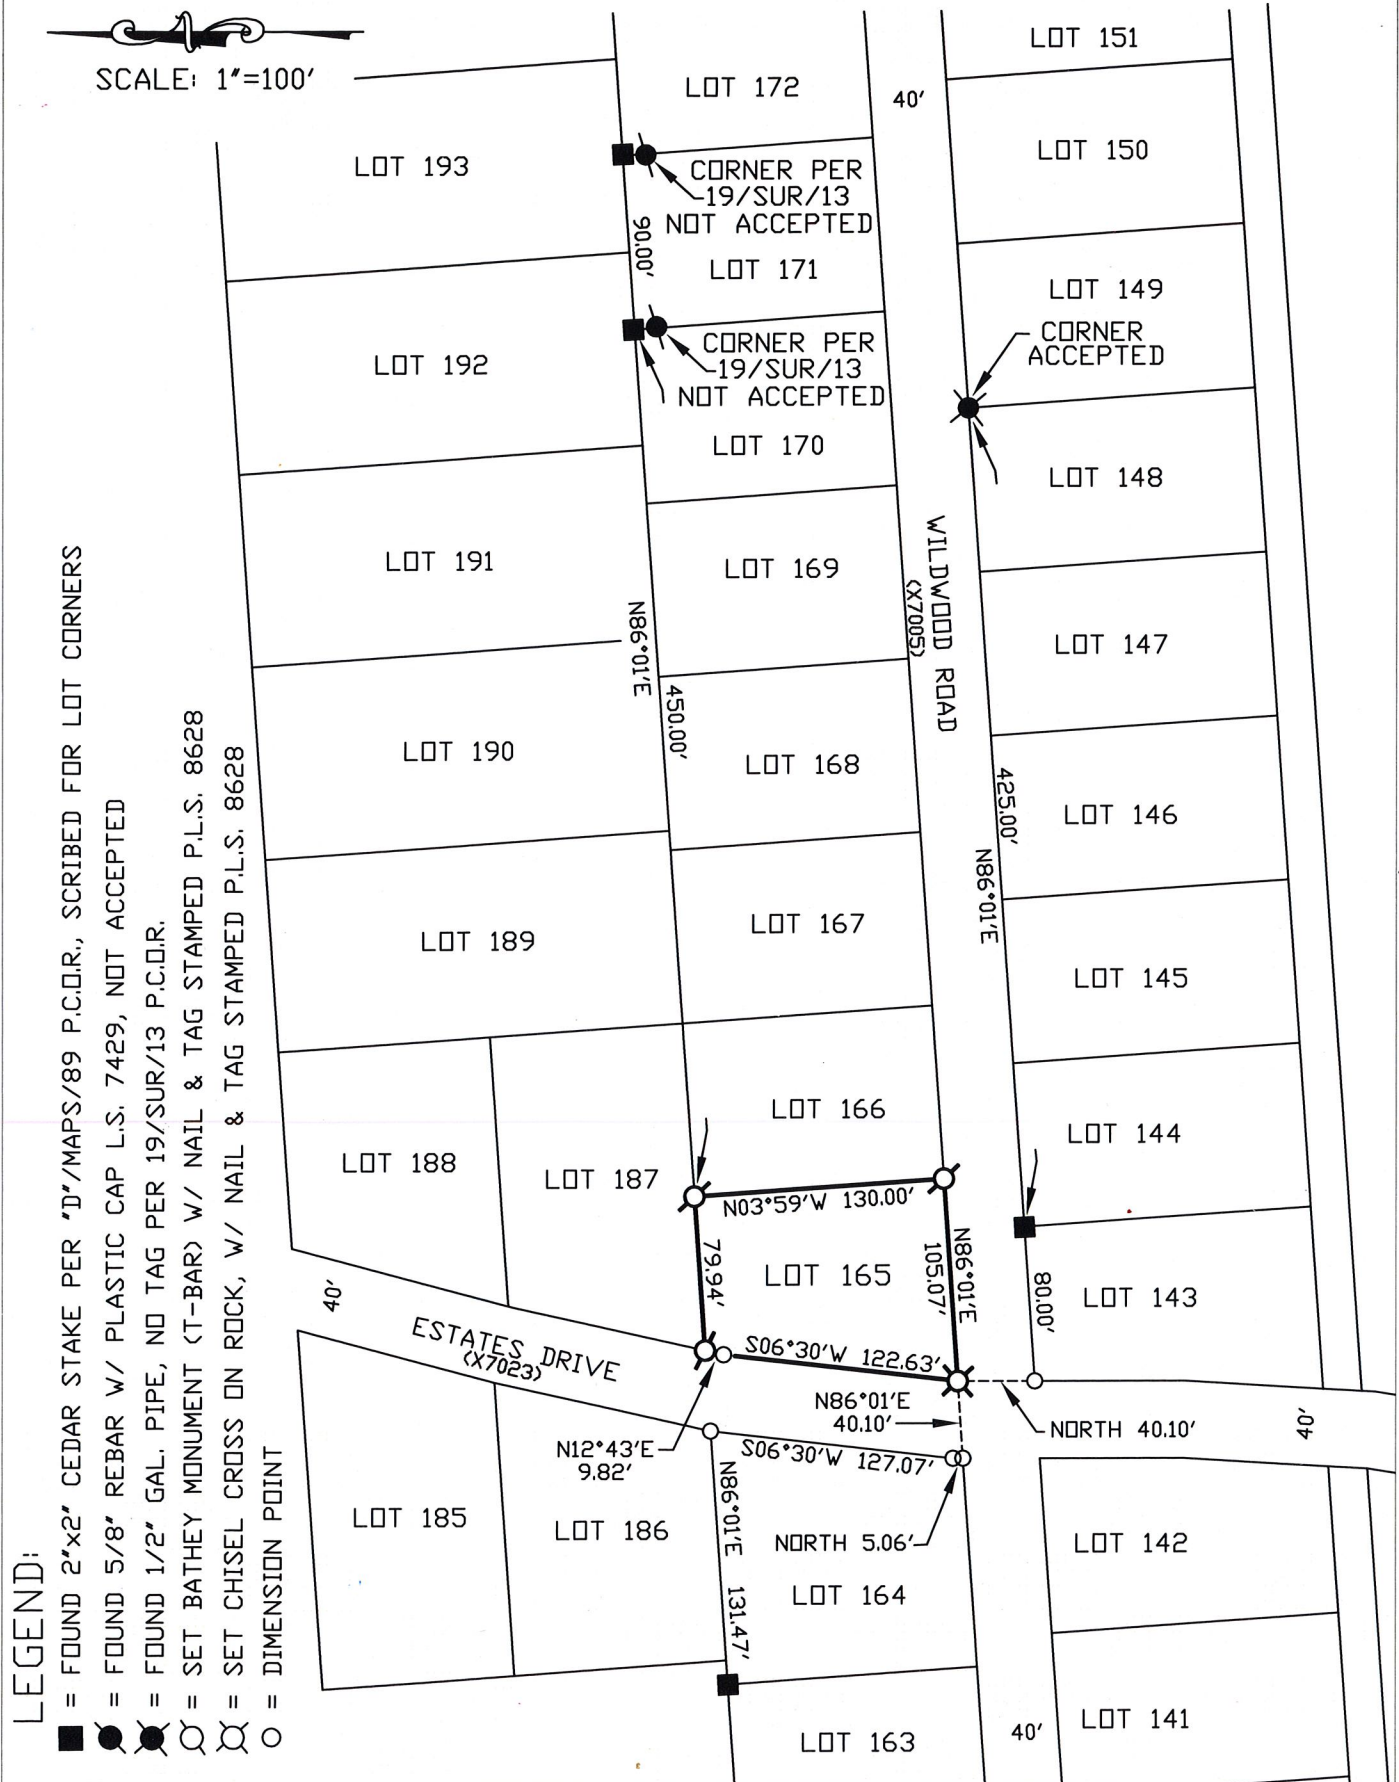 SCALE: 1"=100'
LOT 193
LOT 192
LOT 191
LOT 190
LOT 189
LOT 188
LOT 187
LOT 185
LOT 186
LOT 172
40'
CORNER PER
19/SUR/13
NOT ACCEPTED
90.00'
LOT 171
CORNER PER
19/SUR/13
NOT ACCEPTED
LOT 170
LOT 169
N86°01'E
450.00'
LOT 168
LOT 167
LOT 166
N03°59'W 130.00'
79.94'
LOT 165
N86°01'E
105.07'
S06°30'W 122.63'
N86°01'E
40.10'
N12°43'E
9.82'
S06°30'W 127.07'
N86°01'E
131.47'
NORTH 5.06'
LOT 164
LOT 163
ESTATES DRIVE
(X7023)
40'
WILDWOOD ROAD
(X7005)
LOT 151
LOT 150
LOT 149
CORNER
ACCEPTED
LOT 148
LOT 147
425.00'
N86°01'E
LOT 146
LOT 145
LOT 144
80.00'
LOT 143
NORTH 40.10'
40'
LOT 142
LOT 141
40'
LEGEND:
= FOUND 2"x2" CEDAR STAKE PER "D"/MAPS/89 P.C.O.R., SCRIBED FOR LOT CORNERS
= FOUND 5/8" REBAR W/ PLASTIC CAP L.S. 7429, NOT ACCEPTED
= FOUND 1/2" GAL. PIPE, NO TAG PER 19/SUR/13 P.C.O.R.
= SET BATHEY MONUMENT (T-BAR) W/ NAIL & TAG STAMPED P.L.S. 8628
= SET CHISEL CROSS ON ROCK, W/ NAIL & TAG STAMPED P.L.S. 8628
= DIMENSION POINT